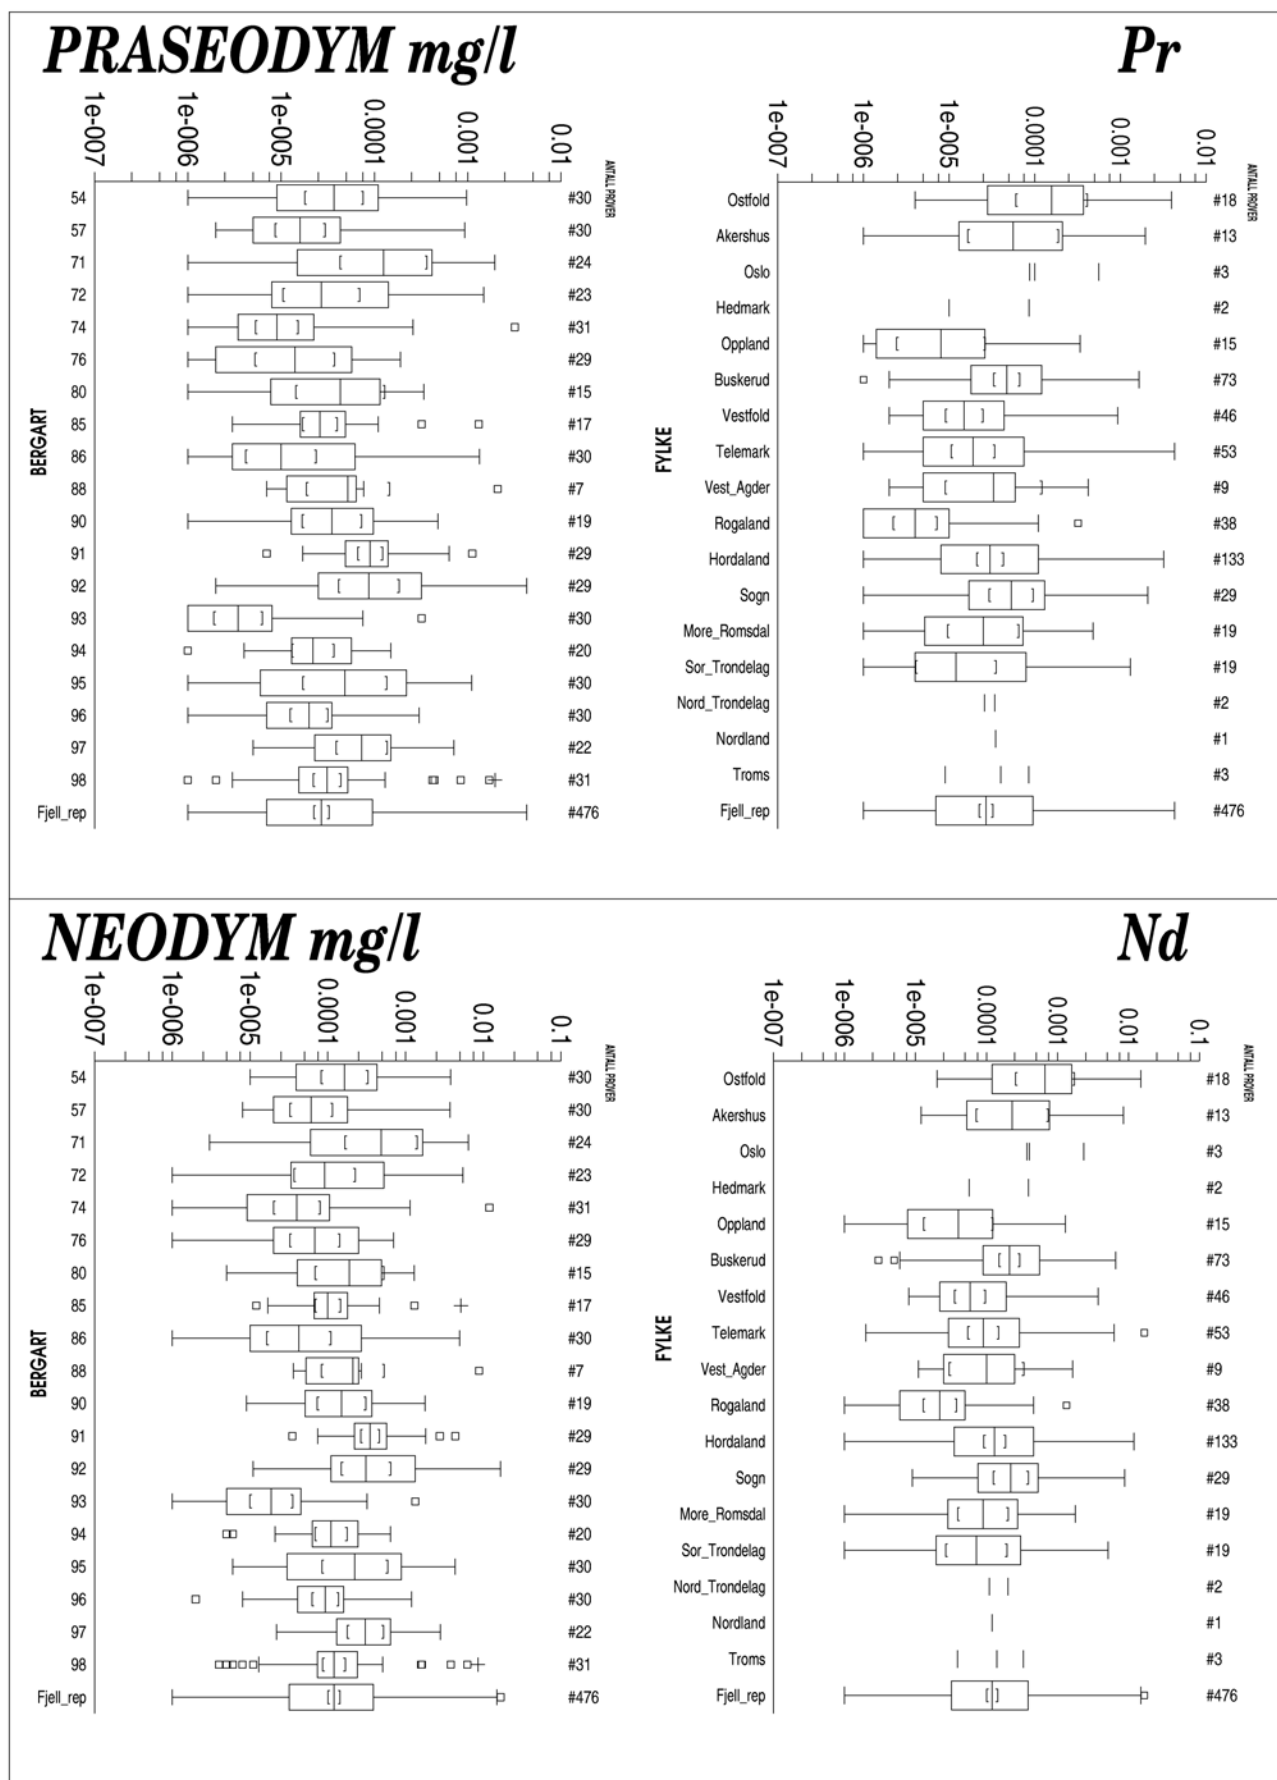 PRASEODYM mg/l
Pr
1e-007
1e-006
1e-005
0.0001
0.001
0.01
ANTALL PROVER
BERGART
54 #30
57 #30
71 #24
72 #23
74 #31
76 #29
80 #15
85 #17
86 #30
88 #7
90 #19
91 #29
92 #29
93 #30
94 #20
95 #30
96 #30
97 #22
98 #31
Fjell_rep #476
1e-007
1e-006
1e-005
0.0001
0.001
0.01
ANTALL PROVER
FYLKE
Ostfold #18
Akershus #13
Oslo #3
Hedmark #2
Oppland #15
Buskerud #73
Vestfold #46
Telemark #53
Vest_Agder #9
Rogaland #38
Hordaland #133
Sogn #29
More_Romsdal #19
Sor_Trondelag #19
Nord_Trondelag #2
Nordland #1
Troms #3
Fjell_rep #476
NEODYM mg/l
Nd
1e-007
1e-006
1e-005
0.0001
0.001
0.01
0.1
ANTALL PROVER
BERGART
54 #30
57 #30
71 #24
72 #23
74 #31
76 #29
80 #15
85 #17
86 #30
88 #7
90 #19
91 #29
92 #29
93 #30
94 #20
95 #30
96 #30
97 #22
98 #31
Fjell_rep #476
1e-007
1e-006
1e-005
0.0001
0.001
0.01
0.1
ANTALL PROVER
FYLKE
Ostfold #18
Akershus #13
Oslo #3
Hedmark #2
Oppland #15
Buskerud #73
Vestfold #46
Telemark #53
Vest_Agder #9
Rogaland #38
Hordaland #133
Sogn #29
More_Romsdal #19
Sor_Trondelag #19
Nord_Trondelag #2
Nordland #1
Troms #3
Fjell_rep #476